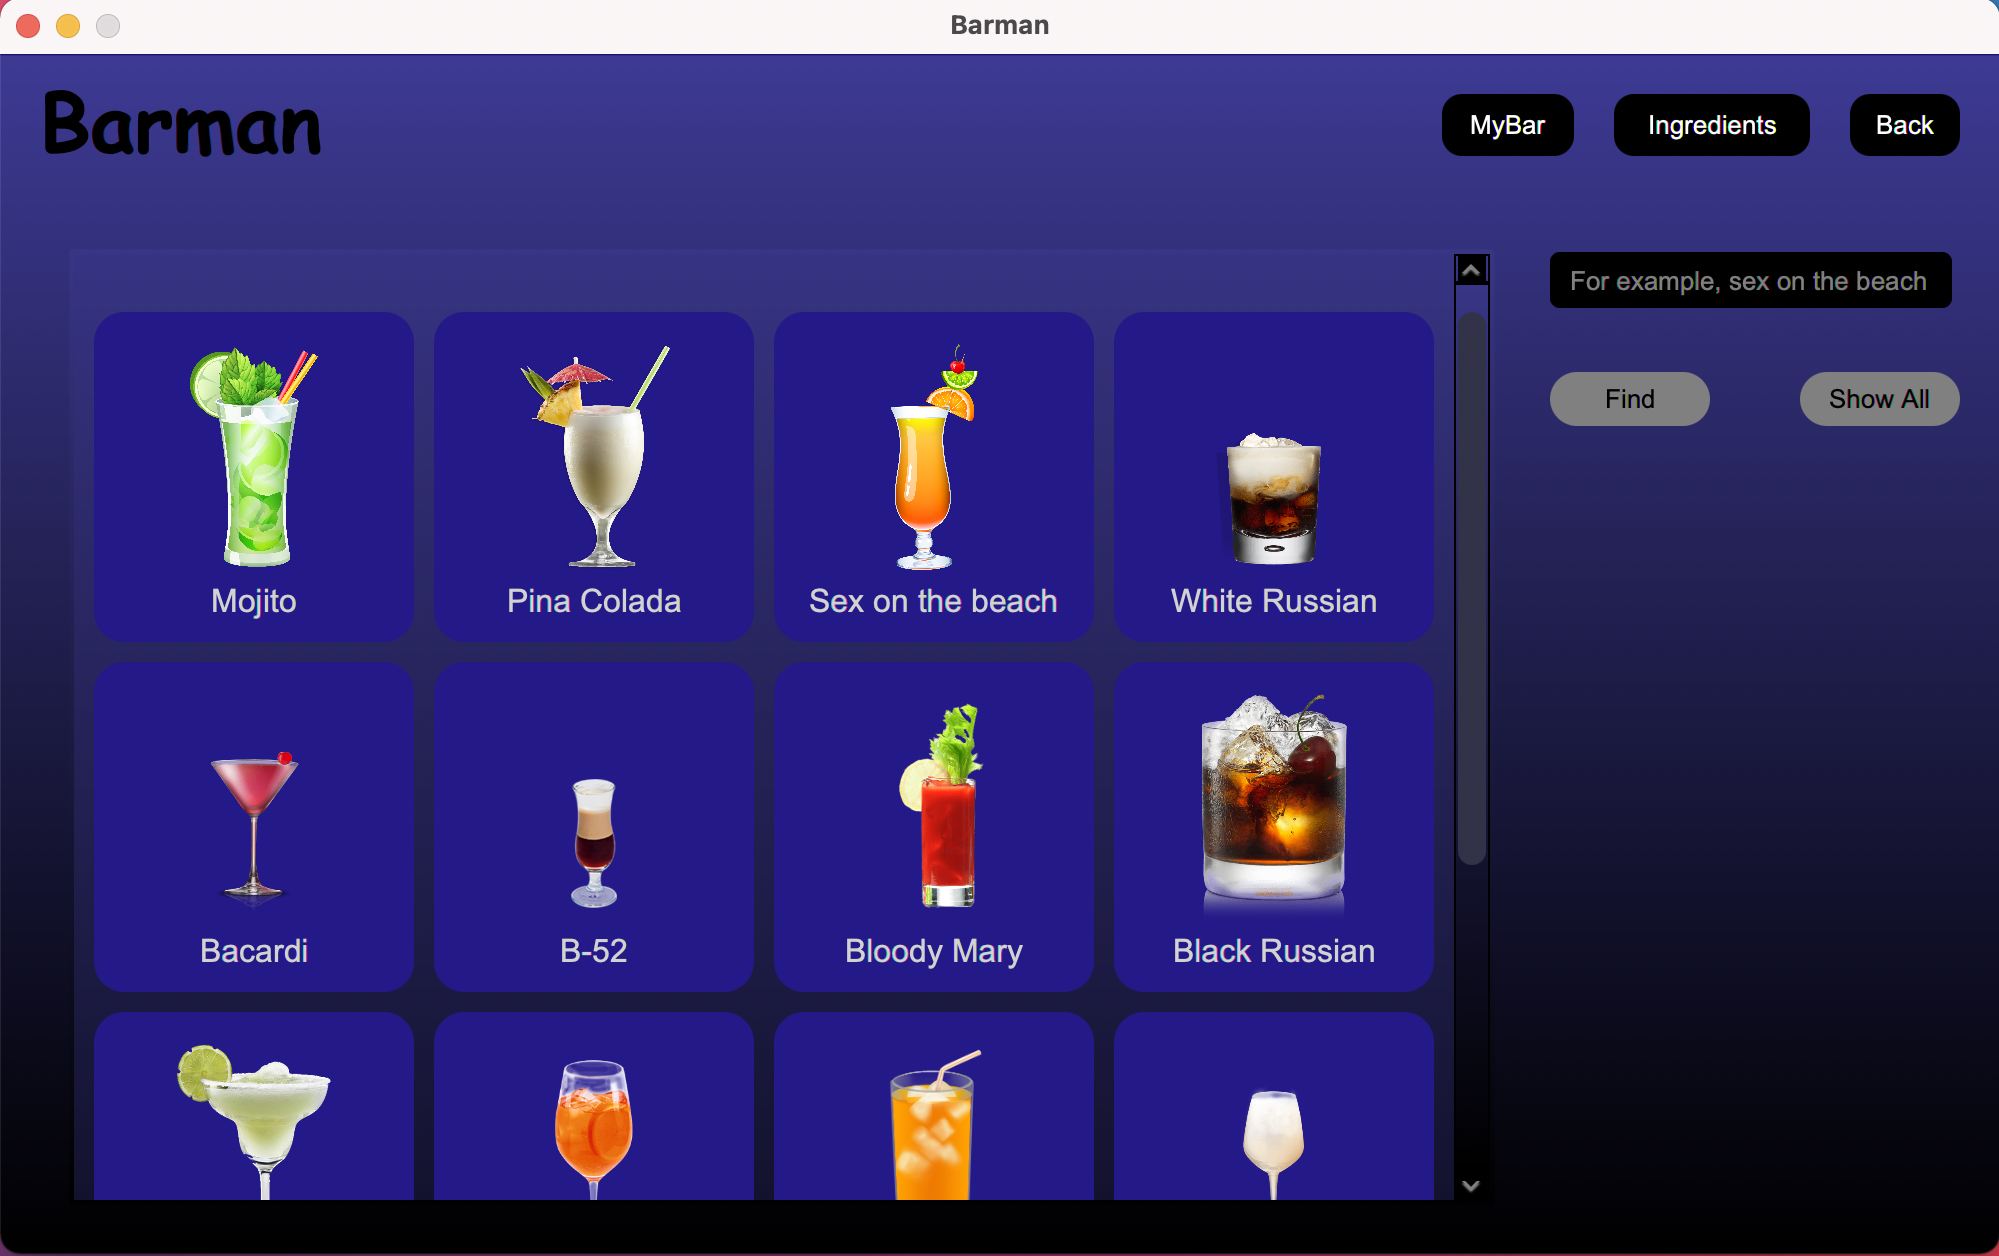 Barman
Barman
MyBar
Ingredients
Back
For example, sex on the beach
Find
Show All
Mojito
Pina Colada
Sex on the beach
White Russian
Bacardi
B-52
Bloody Mary
Black Russian